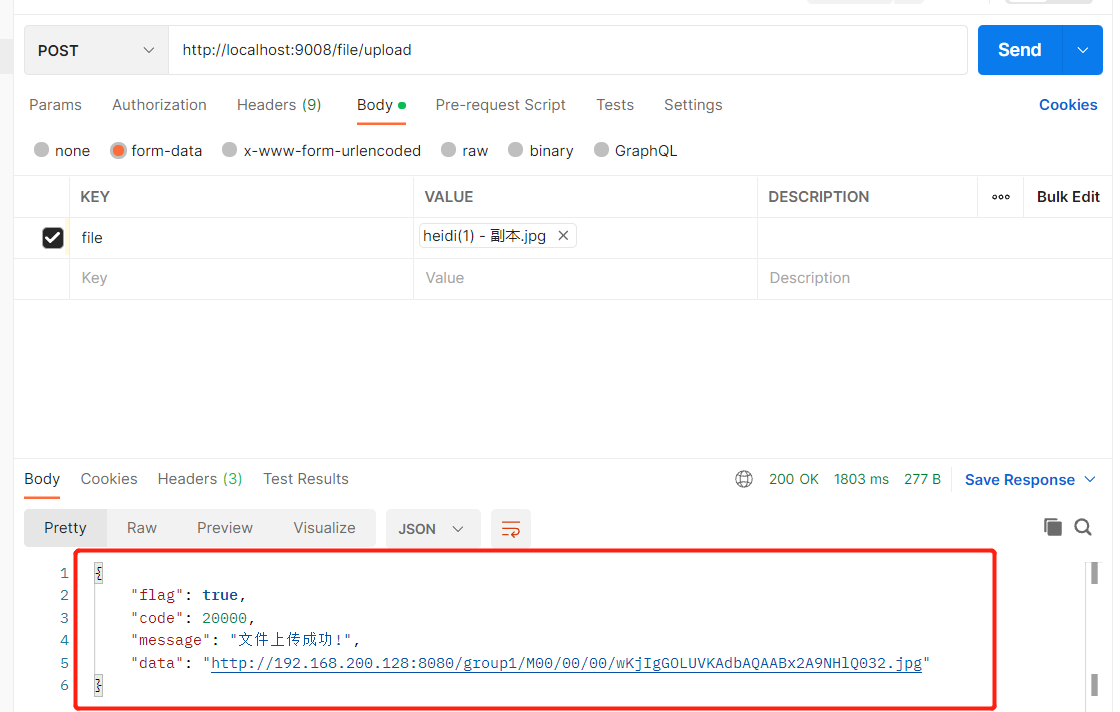 POST http://localhost:9008/file/upload Send
Params Authorization Headers (9) Body Pre-request Script Tests Settings Cookies
none form-data x-www-form-urlencoded raw binary GraphQL
KEY VALUE DESCRIPTION ooo Bulk Edit
file heidi(1) - 副本.jpg ×
Key Value Description
Body Cookies Headers (3) Test Results 200 OK 1803 ms 277 B Save Response
Pretty Raw Preview Visualize JSON
1 {
2 "flag": true,
3 "code": 20000,
4 "message": "文件上传成功!",
5 "data": "http://192.168.200.128:8080/group1/M00/00/00/wKjIgGOLUVKAdbAQAABx2A9NHlQ032.jpg"
6 }